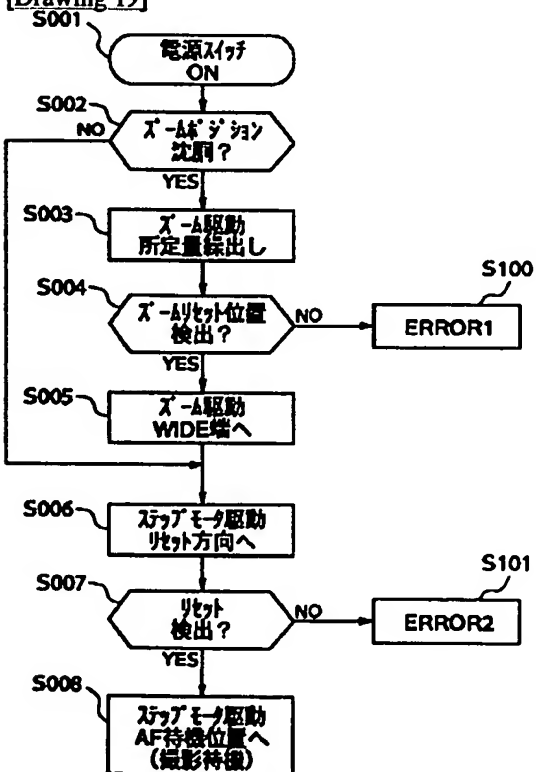 [Drawing 19]
S001
電源スイッチ
ON
S002
NO
ズームポジション
沈胴？
YES
S003
ズーム駆動
所定量繰出し
S004
ズームリセット位置
検出？
NO
S100
ERROR1
YES
S005
ズーム駆動
WIDE端へ
S006
ステップモータ駆動
リセット方向へ
S007
リセット
検出？
NO
S101
ERROR2
YES
S008
ステップモータ駆動
AF待機位置へ
(撮影待機)